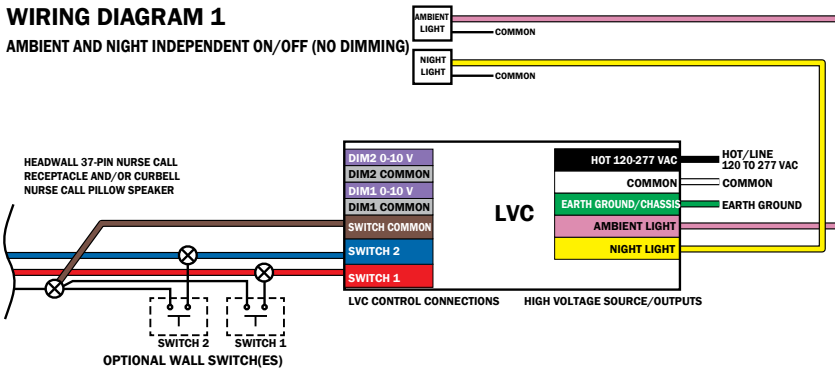 WIRING DIAGRAM 1
AMBIENT AND NIGHT INDEPENDENT ON/OFF (NO DIMMING)
AMBIENT
LIGHT
COMMON
NIGHT
LIGHT
COMMON
HEADWALL 37-PIN NURSE CALL
RECEPTACLE AND/OR CURBELL
NURSE CALL PILLOW SPEAKER
DIM2 0-10 V
DIM2 COMMON
DIM1 0-10 V
DIM1 COMMON
SWITCH COMMON
SWITCH 2
SWITCH 1
LVC
HOT 120-277 VAC
COMMON
EARTH GROUND/CHASSIS
AMBIENT LIGHT
NIGHT LIGHT
HOT/LINE
120 TO 277 VAC
COMMON
EARTH GROUND
LVC CONTROL CONNECTIONS
HIGH VOLTAGE SOURCE/OUTPUTS
SWITCH 2
SWITCH 1
OPTIONAL WALL SWITCH(ES)